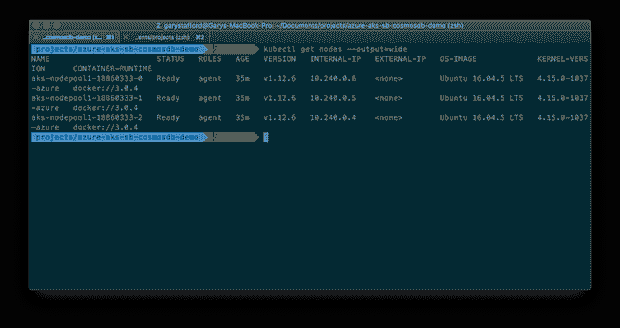 2. garystafford@Garys-MacBook-Pro: ~/Documents/projects/azure-aks-sb-cosmosdb-demo (zsh)
..cosmosdb-demo (z... ⌘1 ..ents/projects (zsh) ⌘2
projects/azure-aks-sb-cosmosdb-demo kubectl get nodes --output=wide
NAME STATUS ROLES AGE VERSION INTERNAL-IP EXTERNAL-IP OS-IMAGE KERNEL-VERS
ION CONTAINER-RUNTIME
aks-nodepool1-18860333-0 Ready agent 35m v1.12.6 10.240.0.6 <none> Ubuntu 16.04.5 LTS 4.15.0-1037
-azure docker://3.0.4
aks-nodepool1-18860333-1 Ready agent 35m v1.12.6 10.240.0.5 <none> Ubuntu 16.04.5 LTS 4.15.0-1037
-azure docker://3.0.4
aks-nodepool1-18860333-2 Ready agent 35m v1.12.6 10.240.0.4 <none> Ubuntu 16.04.5 LTS 4.15.0-1037
-azure docker://3.0.4
projects/azure-aks-sb-cosmosdb-demo